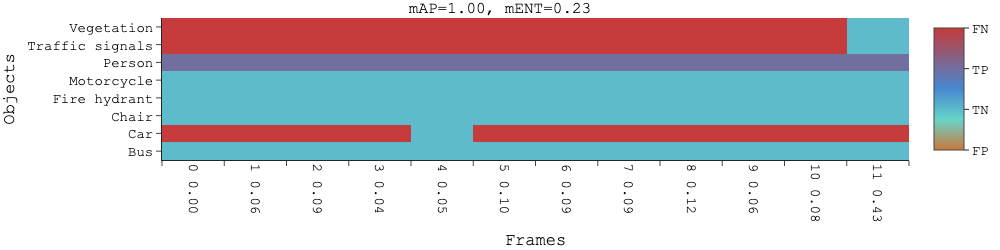 mAP=1.00, mENT=0.23
Objects
Vegetation
Traffic signals
Person
Motorcycle
Fire hydrant
Chair
Car
Bus
0 0.00
1 0.06
2 0.09
3 0.04
4 0.05
5 0.10
6 0.09
7 0.09
8 0.12
9 0.06
10 0.08
11 0.43
Frames
FN
TP
TN
FP